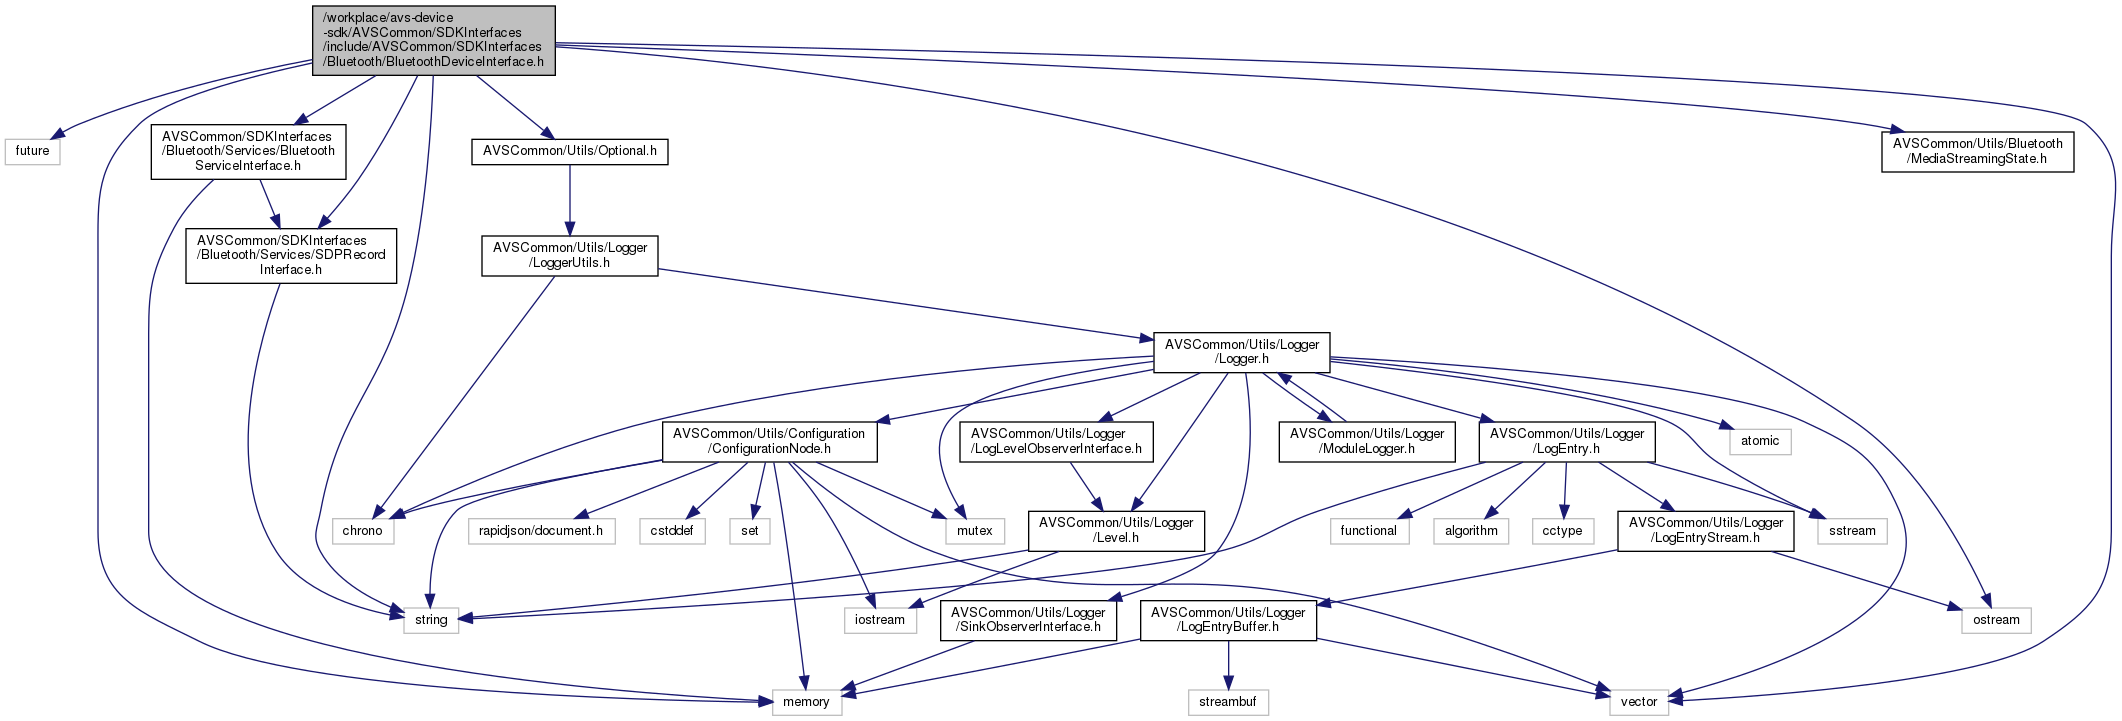 /workplace/avs-device
-sdk/AVSCommon/SDKInterfaces
/include/AVSCommon/SDKInterfaces
/Bluetooth/BluetoothDeviceInterface.h
future
AVSCommon/SDKInterfaces
/Bluetooth/Services/Bluetooth
ServiceInterface.h
AVSCommon/Utils/Optional.h
AVSCommon/Utils/Bluetooth
/MediaStreamingState.h
AVSCommon/SDKInterfaces
/Bluetooth/Services/SDPRecord
Interface.h
AVSCommon/Utils/Logger
/LoggerUtils.h
AVSCommon/Utils/Logger
/Logger.h
AVSCommon/Utils/Configuration
/ConfigurationNode.h
AVSCommon/Utils/Logger
/LogLevelObserverInterface.h
AVSCommon/Utils/Logger
/ModuleLogger.h
AVSCommon/Utils/Logger
/LogEntry.h
atomic
chrono
rapidjson/document.h
cstddef
set
mutex
AVSCommon/Utils/Logger
/Level.h
functional
algorithm
cctype
AVSCommon/Utils/Logger
/LogEntryStream.h
sstream
string
iostream
AVSCommon/Utils/Logger
/SinkObserverInterface.h
AVSCommon/Utils/Logger
/LogEntryBuffer.h
ostream
memory
streambuf
vector